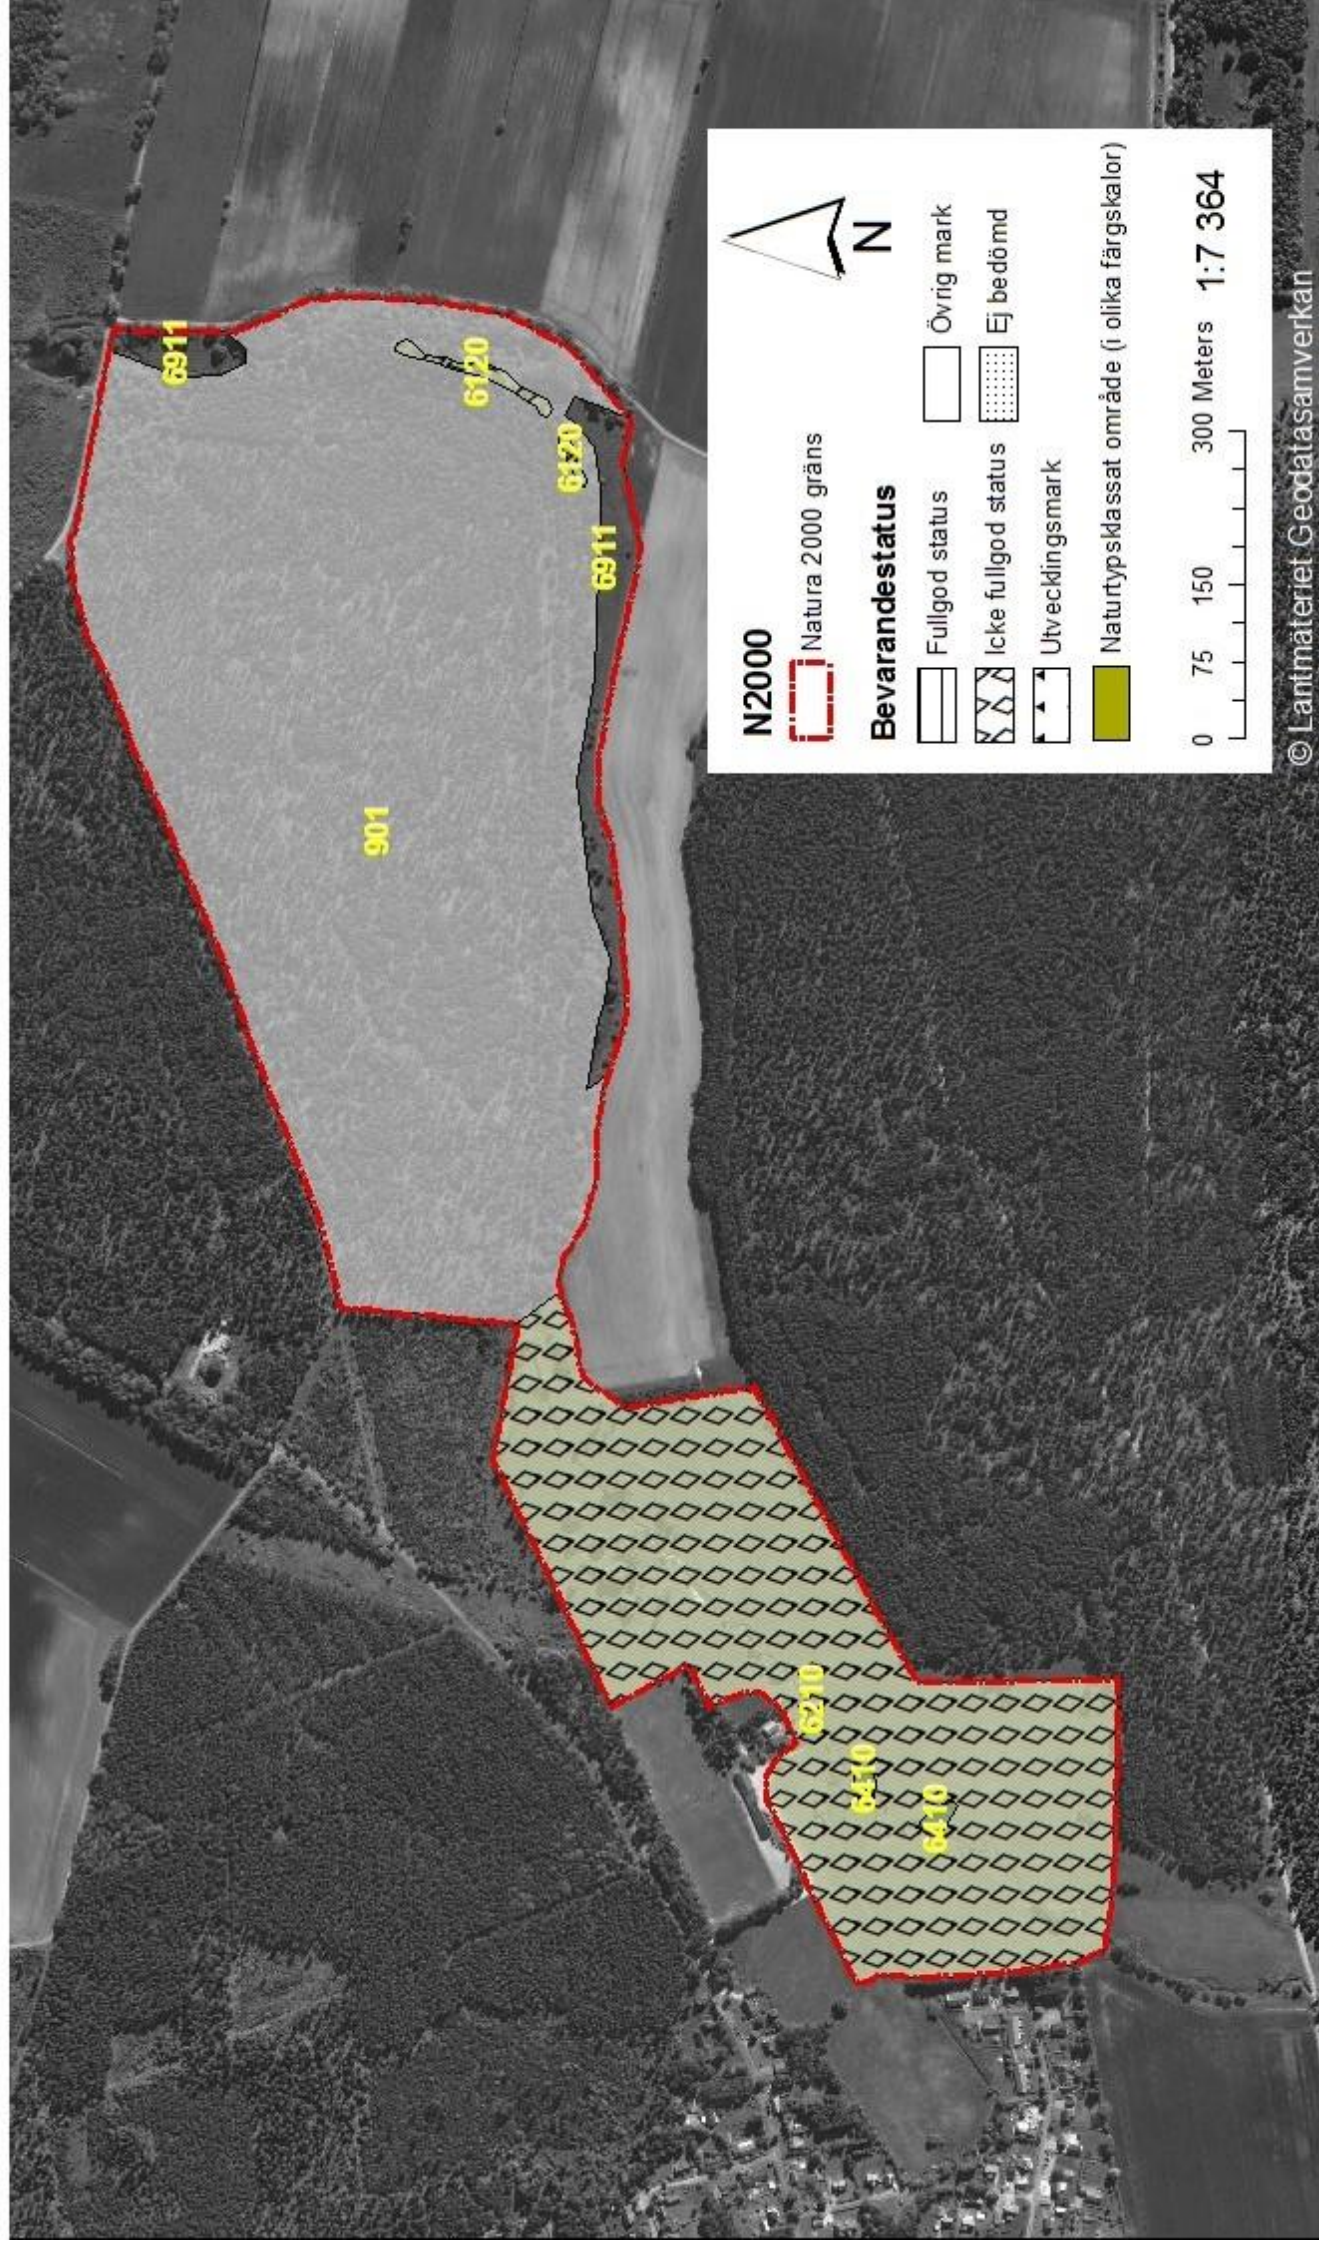 6911
6120
6120
6911
901
6210
6410
6410
N
N2000
Natura 2000 gräns
Bevarandestatus
Fullgod status
Övrig mark
Icke fullgod status
Ej bedömd
Utvecklingsmark
Naturtypsklassat område (i olika färgskalor)
0 75 150 300 Meters 1:7 364
© Lantmäteriet Geodatasamverkan